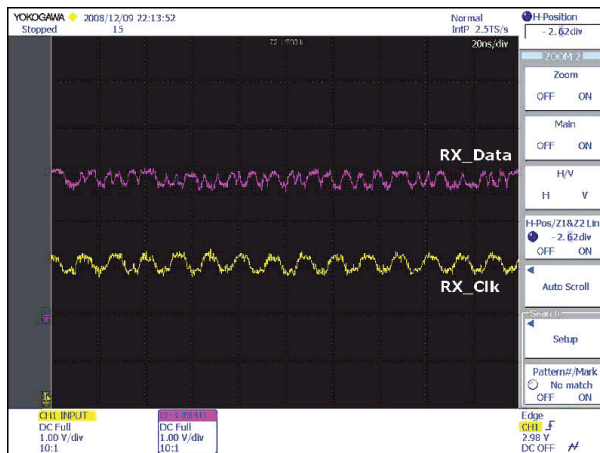 YOKOGAWA 2008/12/09 22:13:52
Stopped 15
Normal
IntP 2.5TS/s
20ns/div
H-Position
-2.62div
ZOOM 2
Zoom
OFF ON
Main
OFF ON
H/V
H V
H-Pos/Z1&Z2 Lin
-2.62div
OFF ON
Auto Scroll
Search
Setup
Pattern#/Mark
No match
OFF ON
RX_Data
RX_Clk
CH1 INPUT
DC Full
1.00 V/div
10:1
CH3 INPUT
DC Full
1.00 V/div
10:1
Edge
CH1
2.98 V
DC OFF